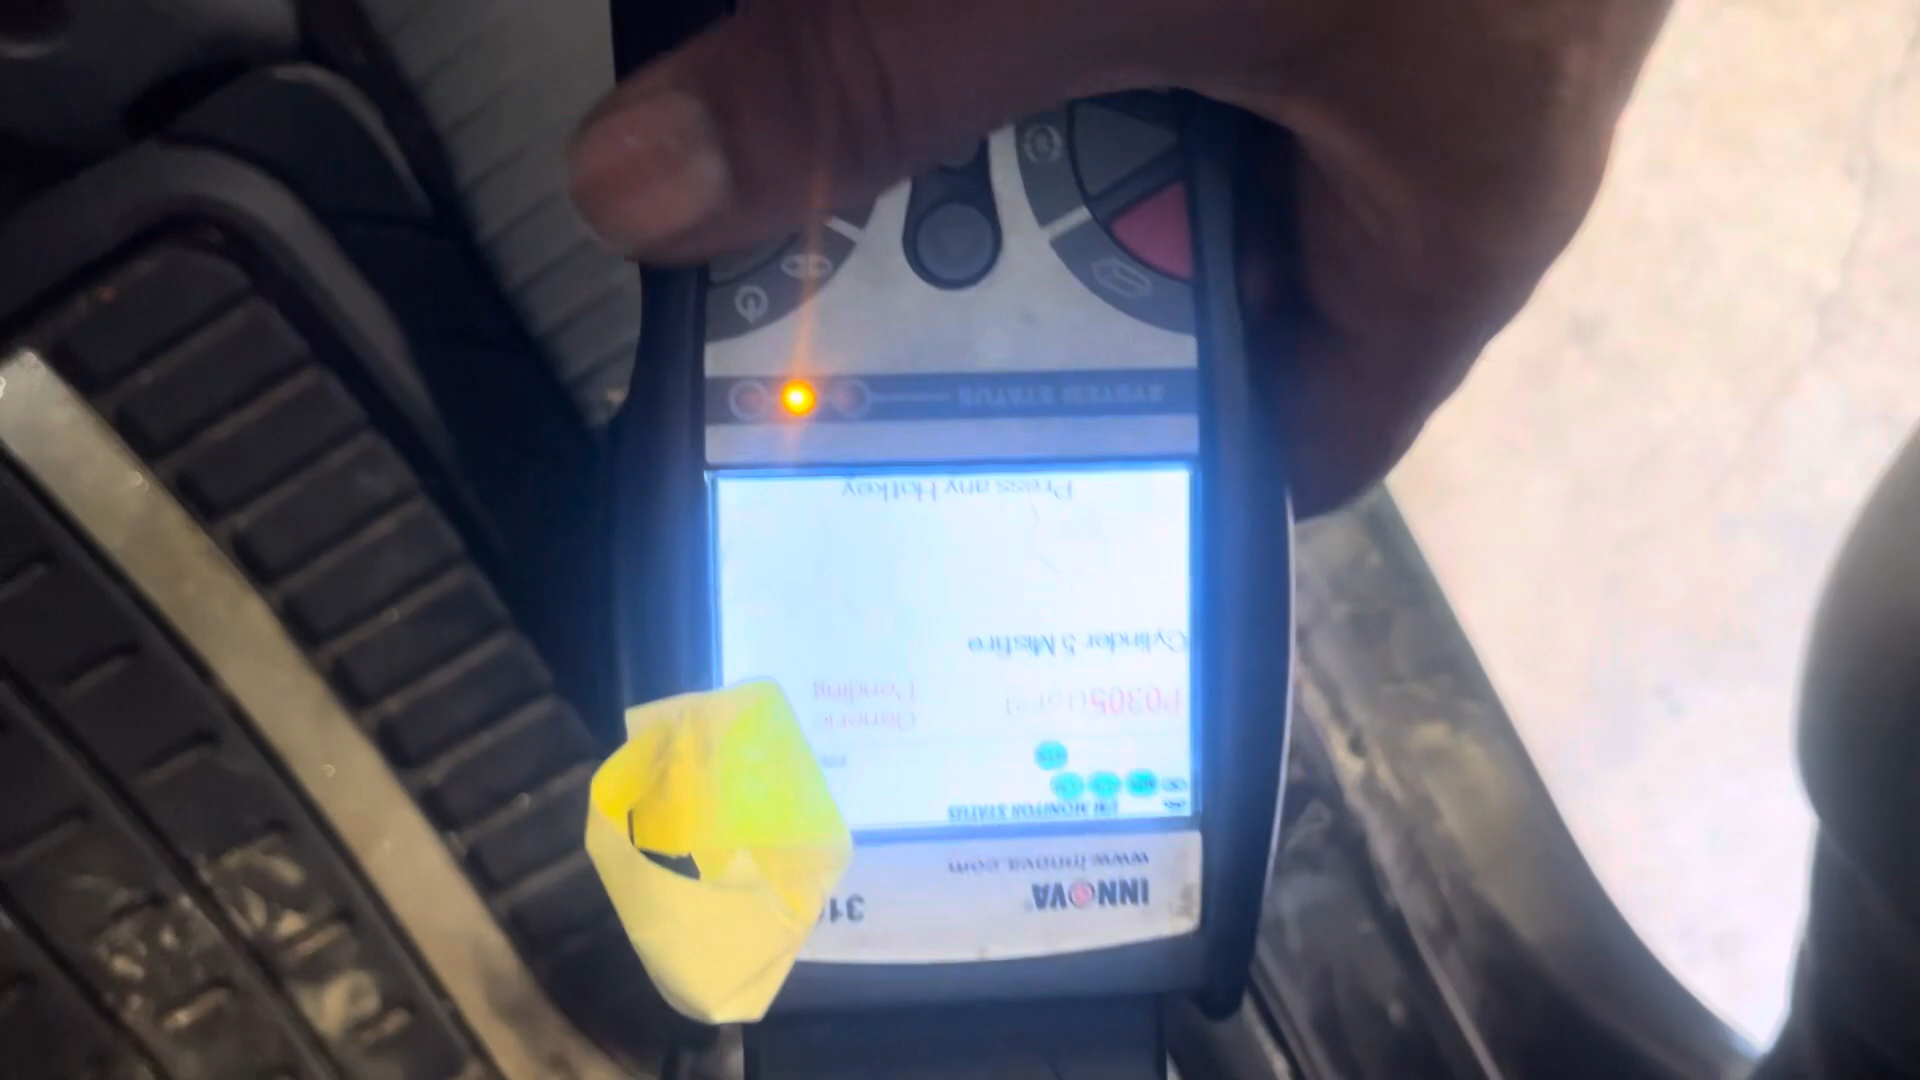 INNOVA
www.innova.com
I/M MONITOR STATUS
P0305
Generic
Pending
Cylinder 5 Misfire
Press any Hotkey
SYSTEM STATUS